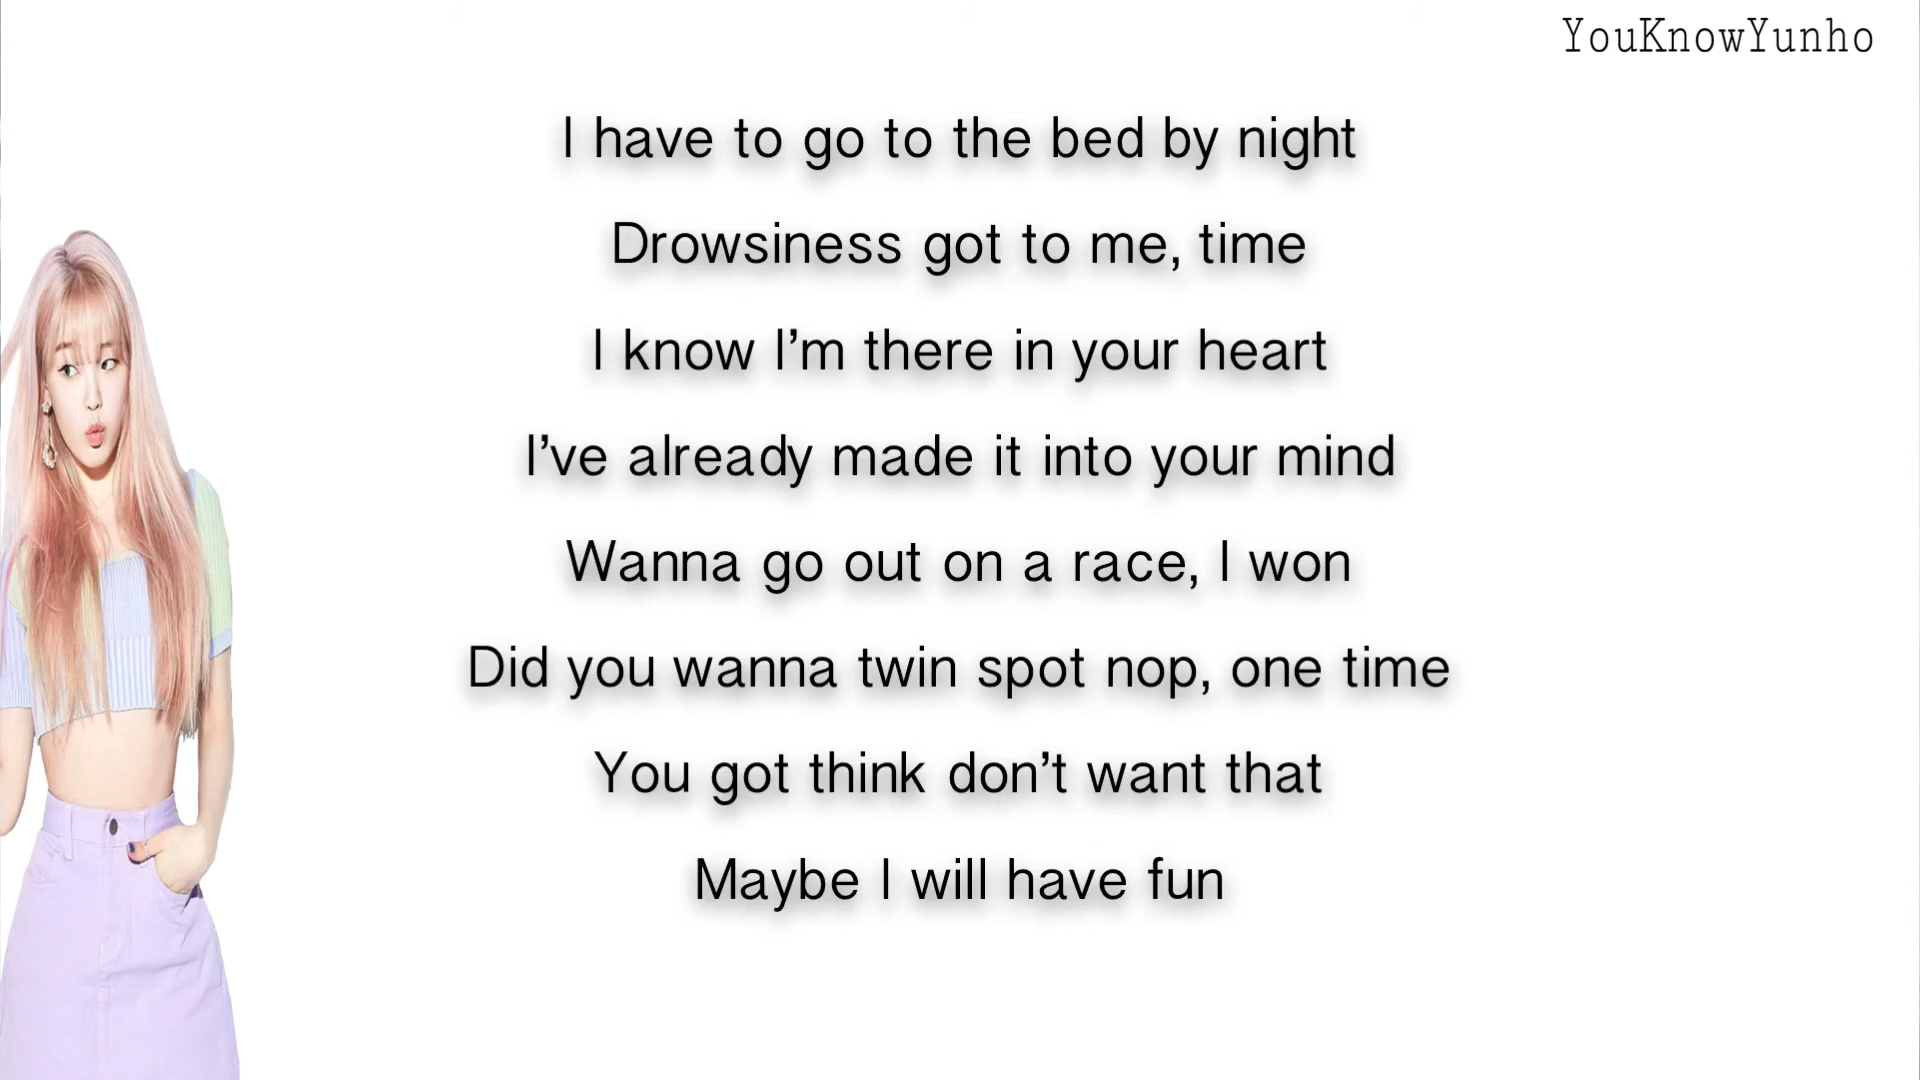 YouKnowYunho
I have to go to the bed by night
Drowsiness got to me, time
I know I’m there in your heart
I’ve already made it into your mind
Wanna go out on a race, I won
Did you wanna twin spot nop, one time
You got think don’t want that
Maybe I will have fun